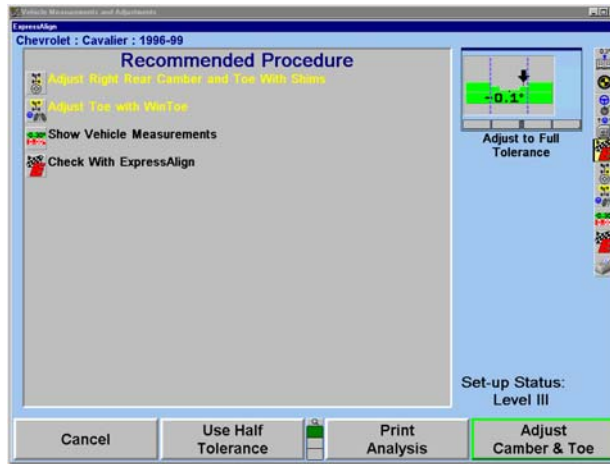 Vehicle Measurements and Adjustments
ExpressAlign
Chevrolet : Cavalier : 1996-99
Recommended Procedure
Adjust Right Rear Camber and Toe With Shims
Adjust Toe with WinToe
Show Vehicle Measurements
Check With ExpressAlign
-0.1°
Adjust to Full
Tolerance
Set-up Status:
Level III
Cancel
Use Half
Tolerance
Print
Analysis
Adjust
Camber & Toe